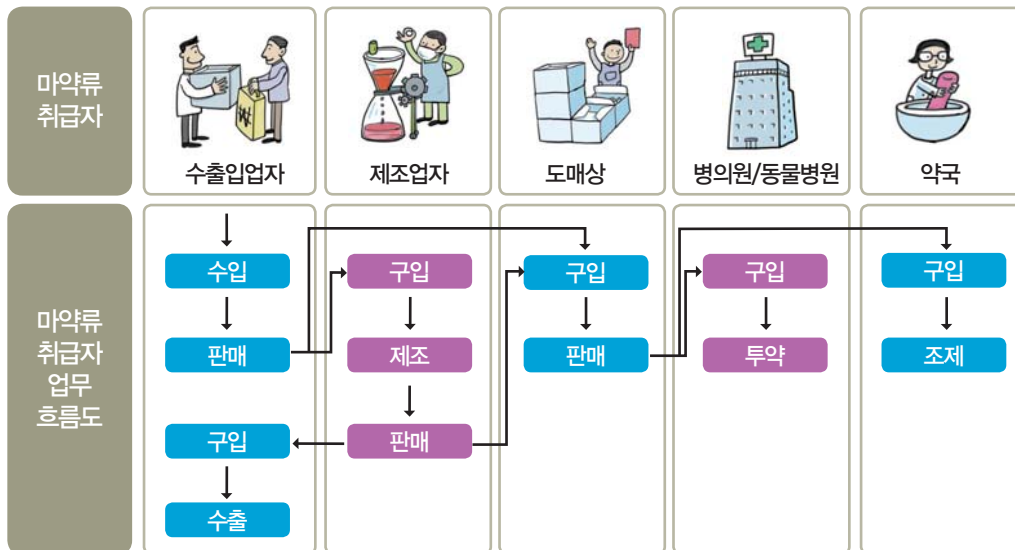 마약류
취급자
수출입업자
제조업자
도매상
병의원/동물병원
약국
마약류
취급자
업무
흐름도
수입
구입
구입
구입
구입
판매
제조
판매
투약
조제
구입
판매
수출
₩